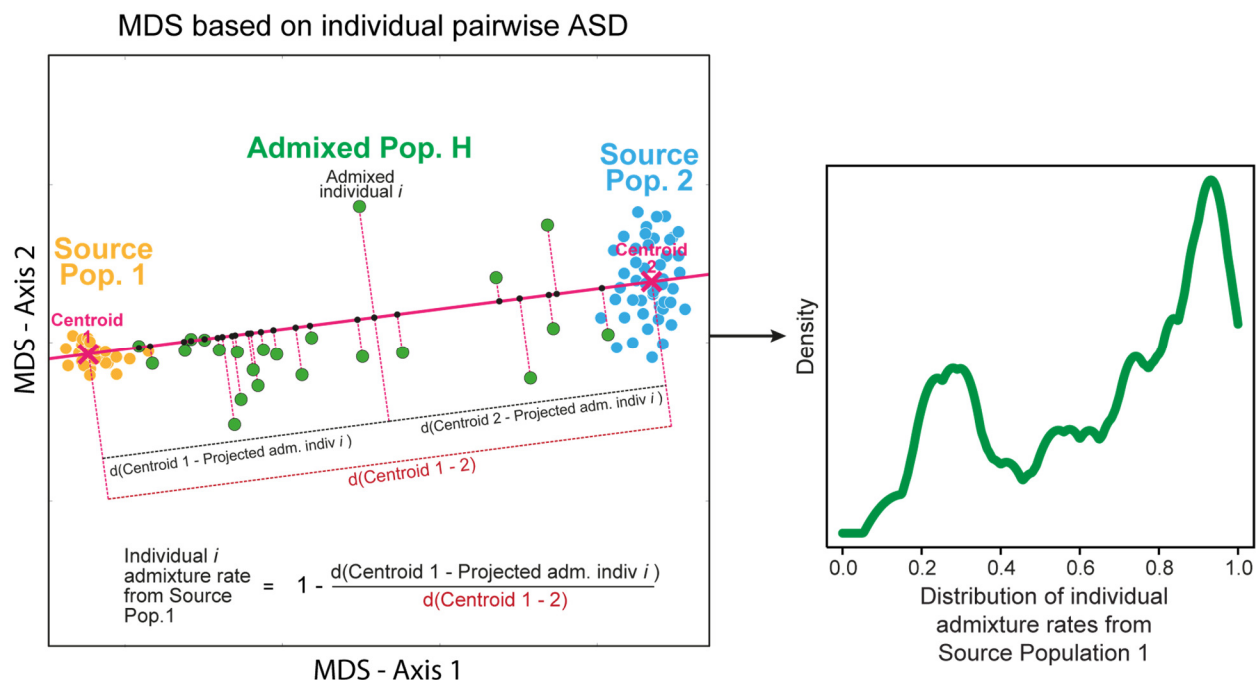 MDS based on individual pairwise ASD
MDS - Axis 2
Admixed Pop. H
Admixed
individual i
Source
Pop. 2
Centroid
2
Source
Pop. 1
Centroid
1
d(Centroid 1 - Projected adm. indiv i )
d(Centroid 2 - Projected adm. indiv i )
d(Centroid 1 - 2)
Individual i
admixture rate
from Source
Pop.1
= 1 -
d(Centroid 1 - Projected adm. indiv i )
d(Centroid 1 - 2)
MDS - Axis 1
Density
0.0 0.2 0.4 0.6 0.8 1.0
Distribution of individual
admixture rates from
Source Population 1